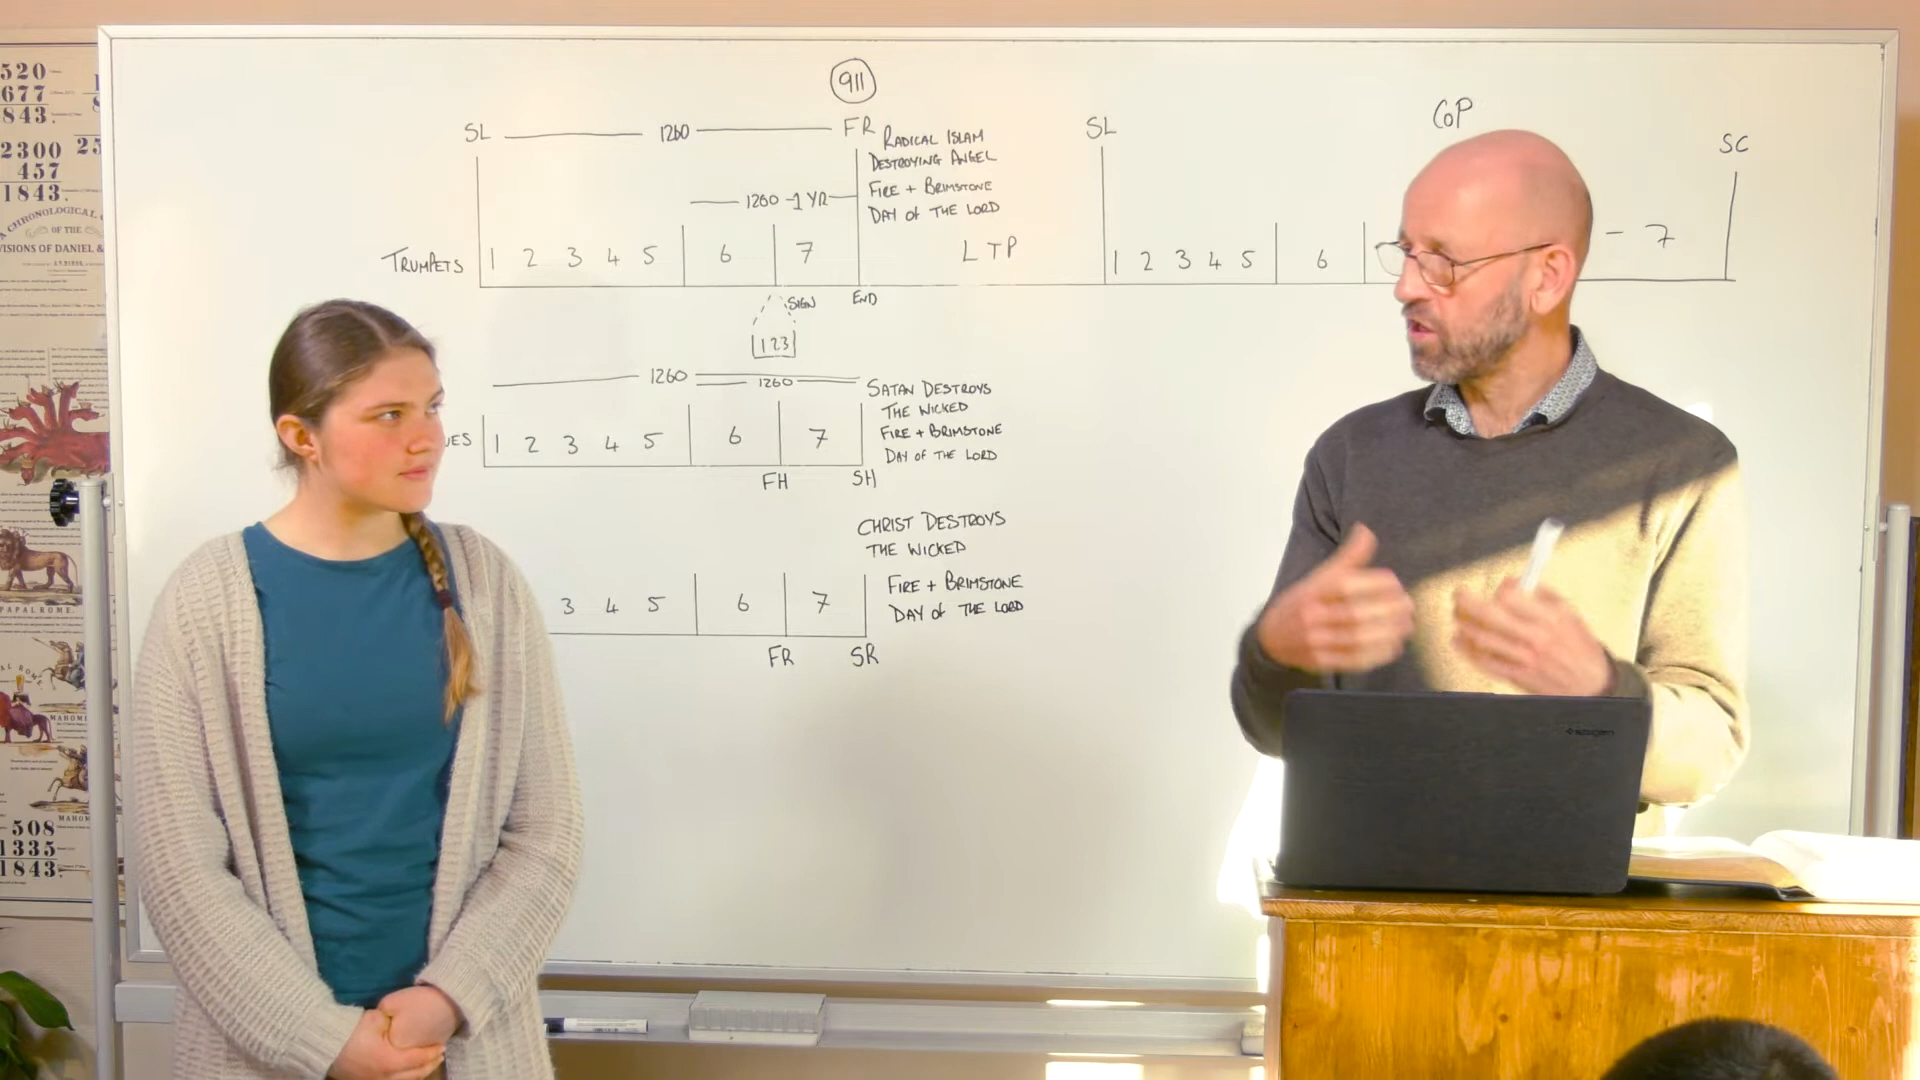 911
SL 1260 FR
RADICAL ISLAM
DESTROYING ANGEL
FIRE + BRIMSTONE
DAY OF THE LORD
1260 -1 YR
TRUMPETS 1 2 3 4 5 6 7
LTP
SIGN END
123
1260 1260
SATAN DESTROYS
THE WICKED
FIRE + BRIMSTONE
DAY OF THE LORD
UES 1 2 3 4 5 6 7
FH SH
CHRIST DESTROYS
THE WICKED
FIRE + BRIMSTONE
DAY OF THE LORD
3 4 5 6 7
FR SR
SL CoP SC
1 2 3 4 5 6 - 7
520
677
843.
2300 25
457
1843.
A CHRONOLOGICAL
OF THE
VISIONS OF DANIEL &
PAPAL ROME.
MAHOM
508
1335
1843.